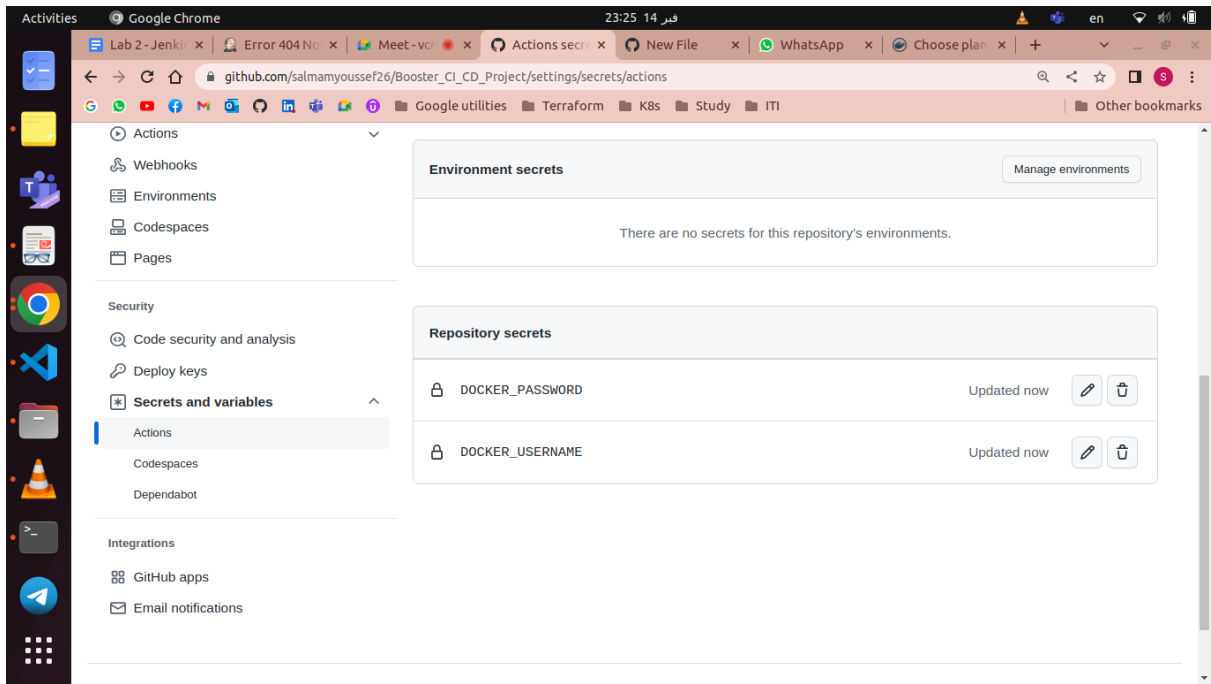 Activities Google Chrome 23:25 14 فبر en
Lab 2 - Jenkin Error 404 No Meet - vcr Actions secre New File WhatsApp Choose plan
github.com/salmamyoussef26/Booster_CI_CD_Project/settings/secrets/actions S
Google utilities Terraform K8s Study ITI Other bookmarks
Actions
Webhooks
Environments
Codespaces
Pages
Security
Code security and analysis
Deploy keys
Secrets and variables
Actions
Codespaces
Dependabot
Integrations
GitHub apps
Email notifications
Environment secrets Manage environments
There are no secrets for this repository's environments.
Repository secrets
DOCKER_PASSWORD Updated now
DOCKER_USERNAME Updated now